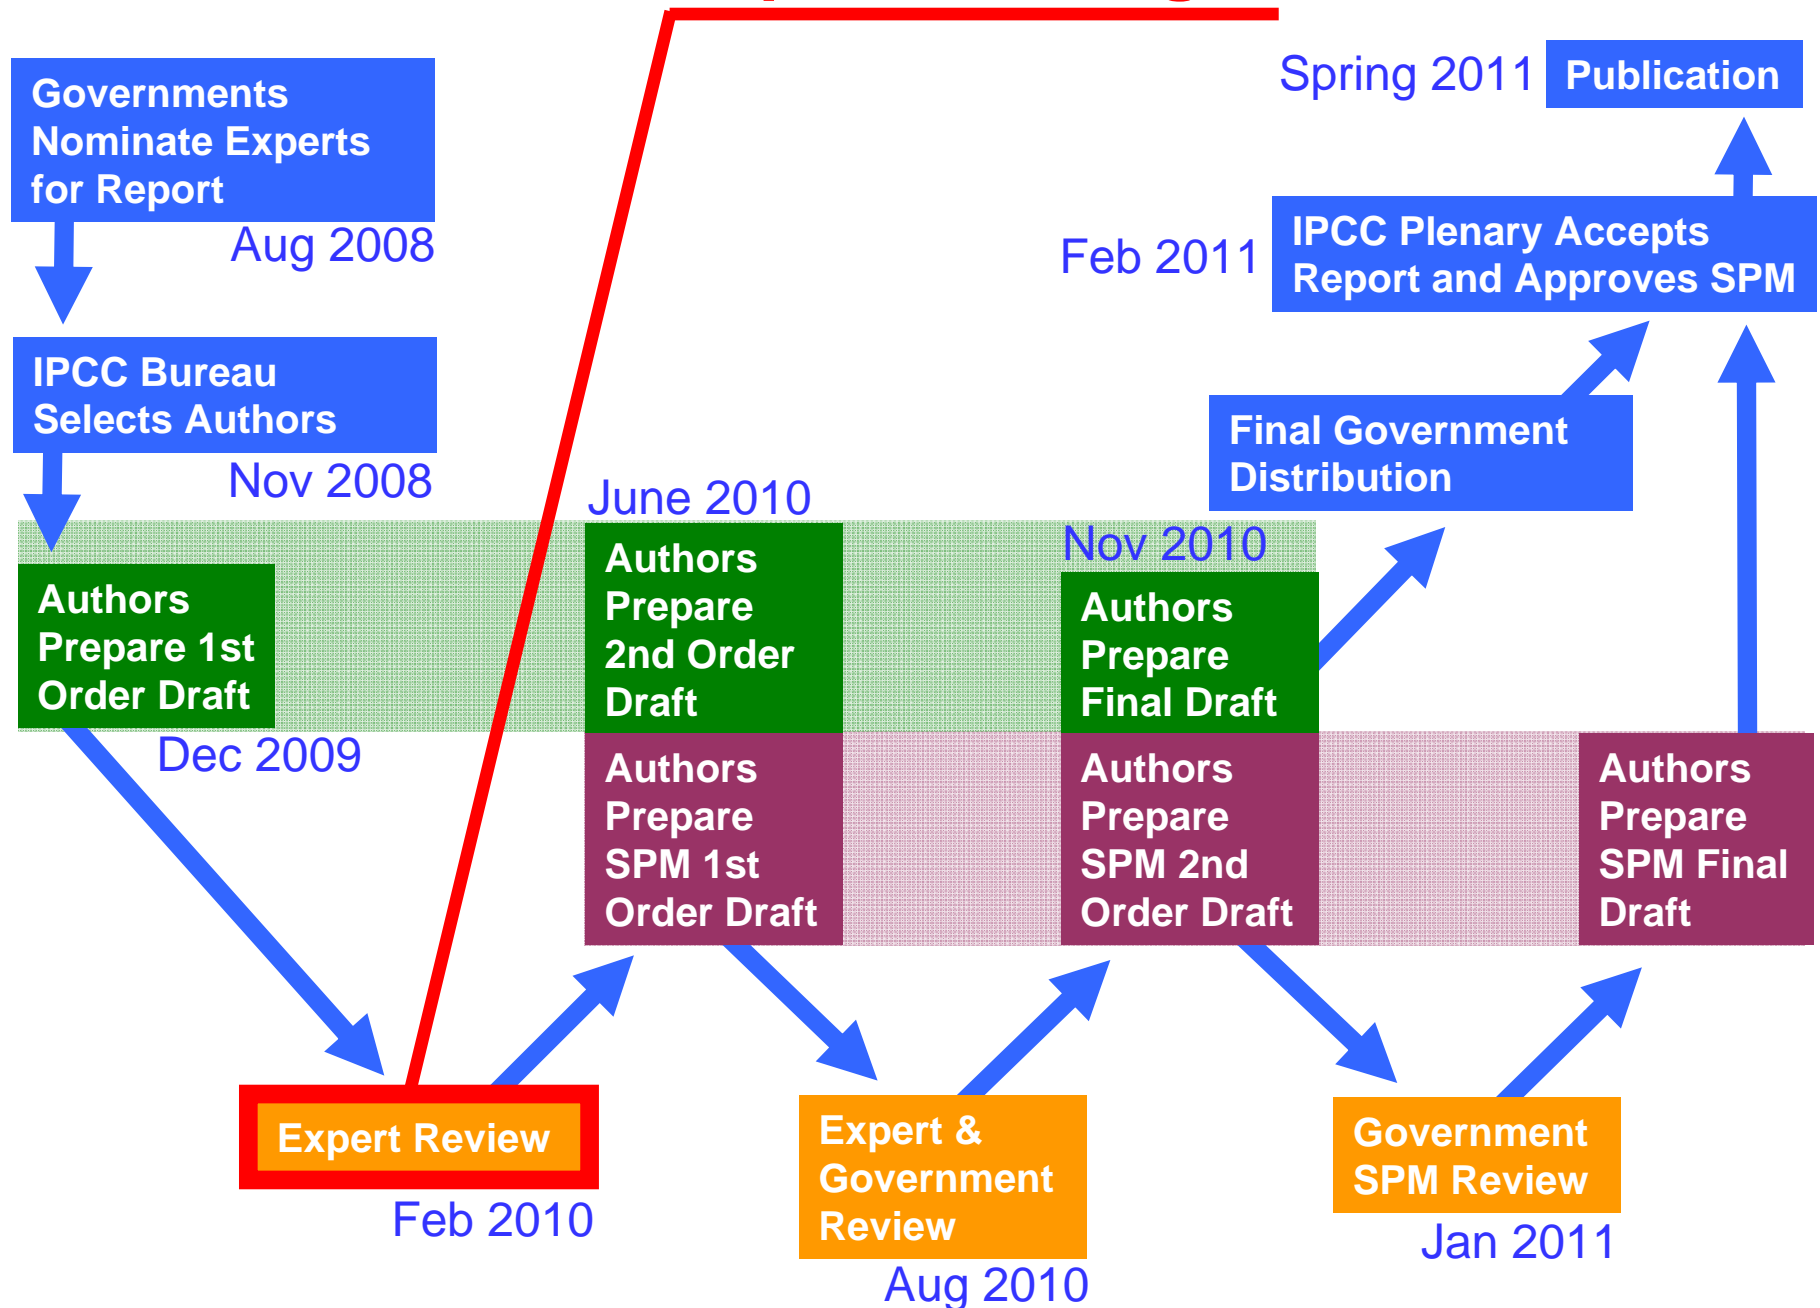 Governments
Nominate Experts
for Report
Aug 2008
IPCC Bureau
Selects Authors
Nov 2008
Authors
Prepare 1st
Order Draft
Dec 2009
Expert Review
Feb 2010
June 2010
Authors
Prepare
2nd Order
Draft
Authors
Prepare
SPM 1st
Order Draft
Expert &
Government
Review
Aug 2010
Nov 2010
Authors
Prepare
Final Draft
Authors
Prepare
SPM 2nd
Order Draft
Government
SPM Review
Jan 2011
Authors
Prepare
SPM Final
Draft
Final Government
Distribution
Feb 2011
IPCC Plenary Accepts
Report and Approves SPM
Spring 2011
Publication